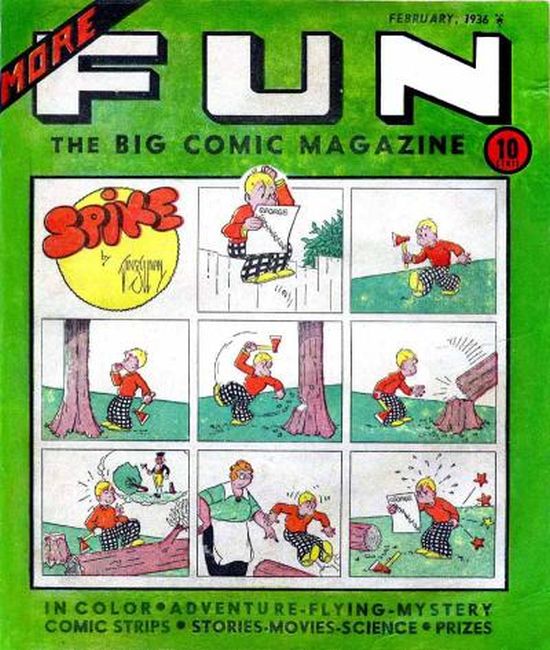 FEBRUARY, 1936
MORE
FUN
THE BIG COMIC MAGAZINE
10
CENTS
SPIKE
by
GEORGE
GEORGE
IN COLOR • ADVENTURE-FLYING-MYSTERY
COMIC STRIPS • STORIES-MOVIES-SCIENCE • PRIZES